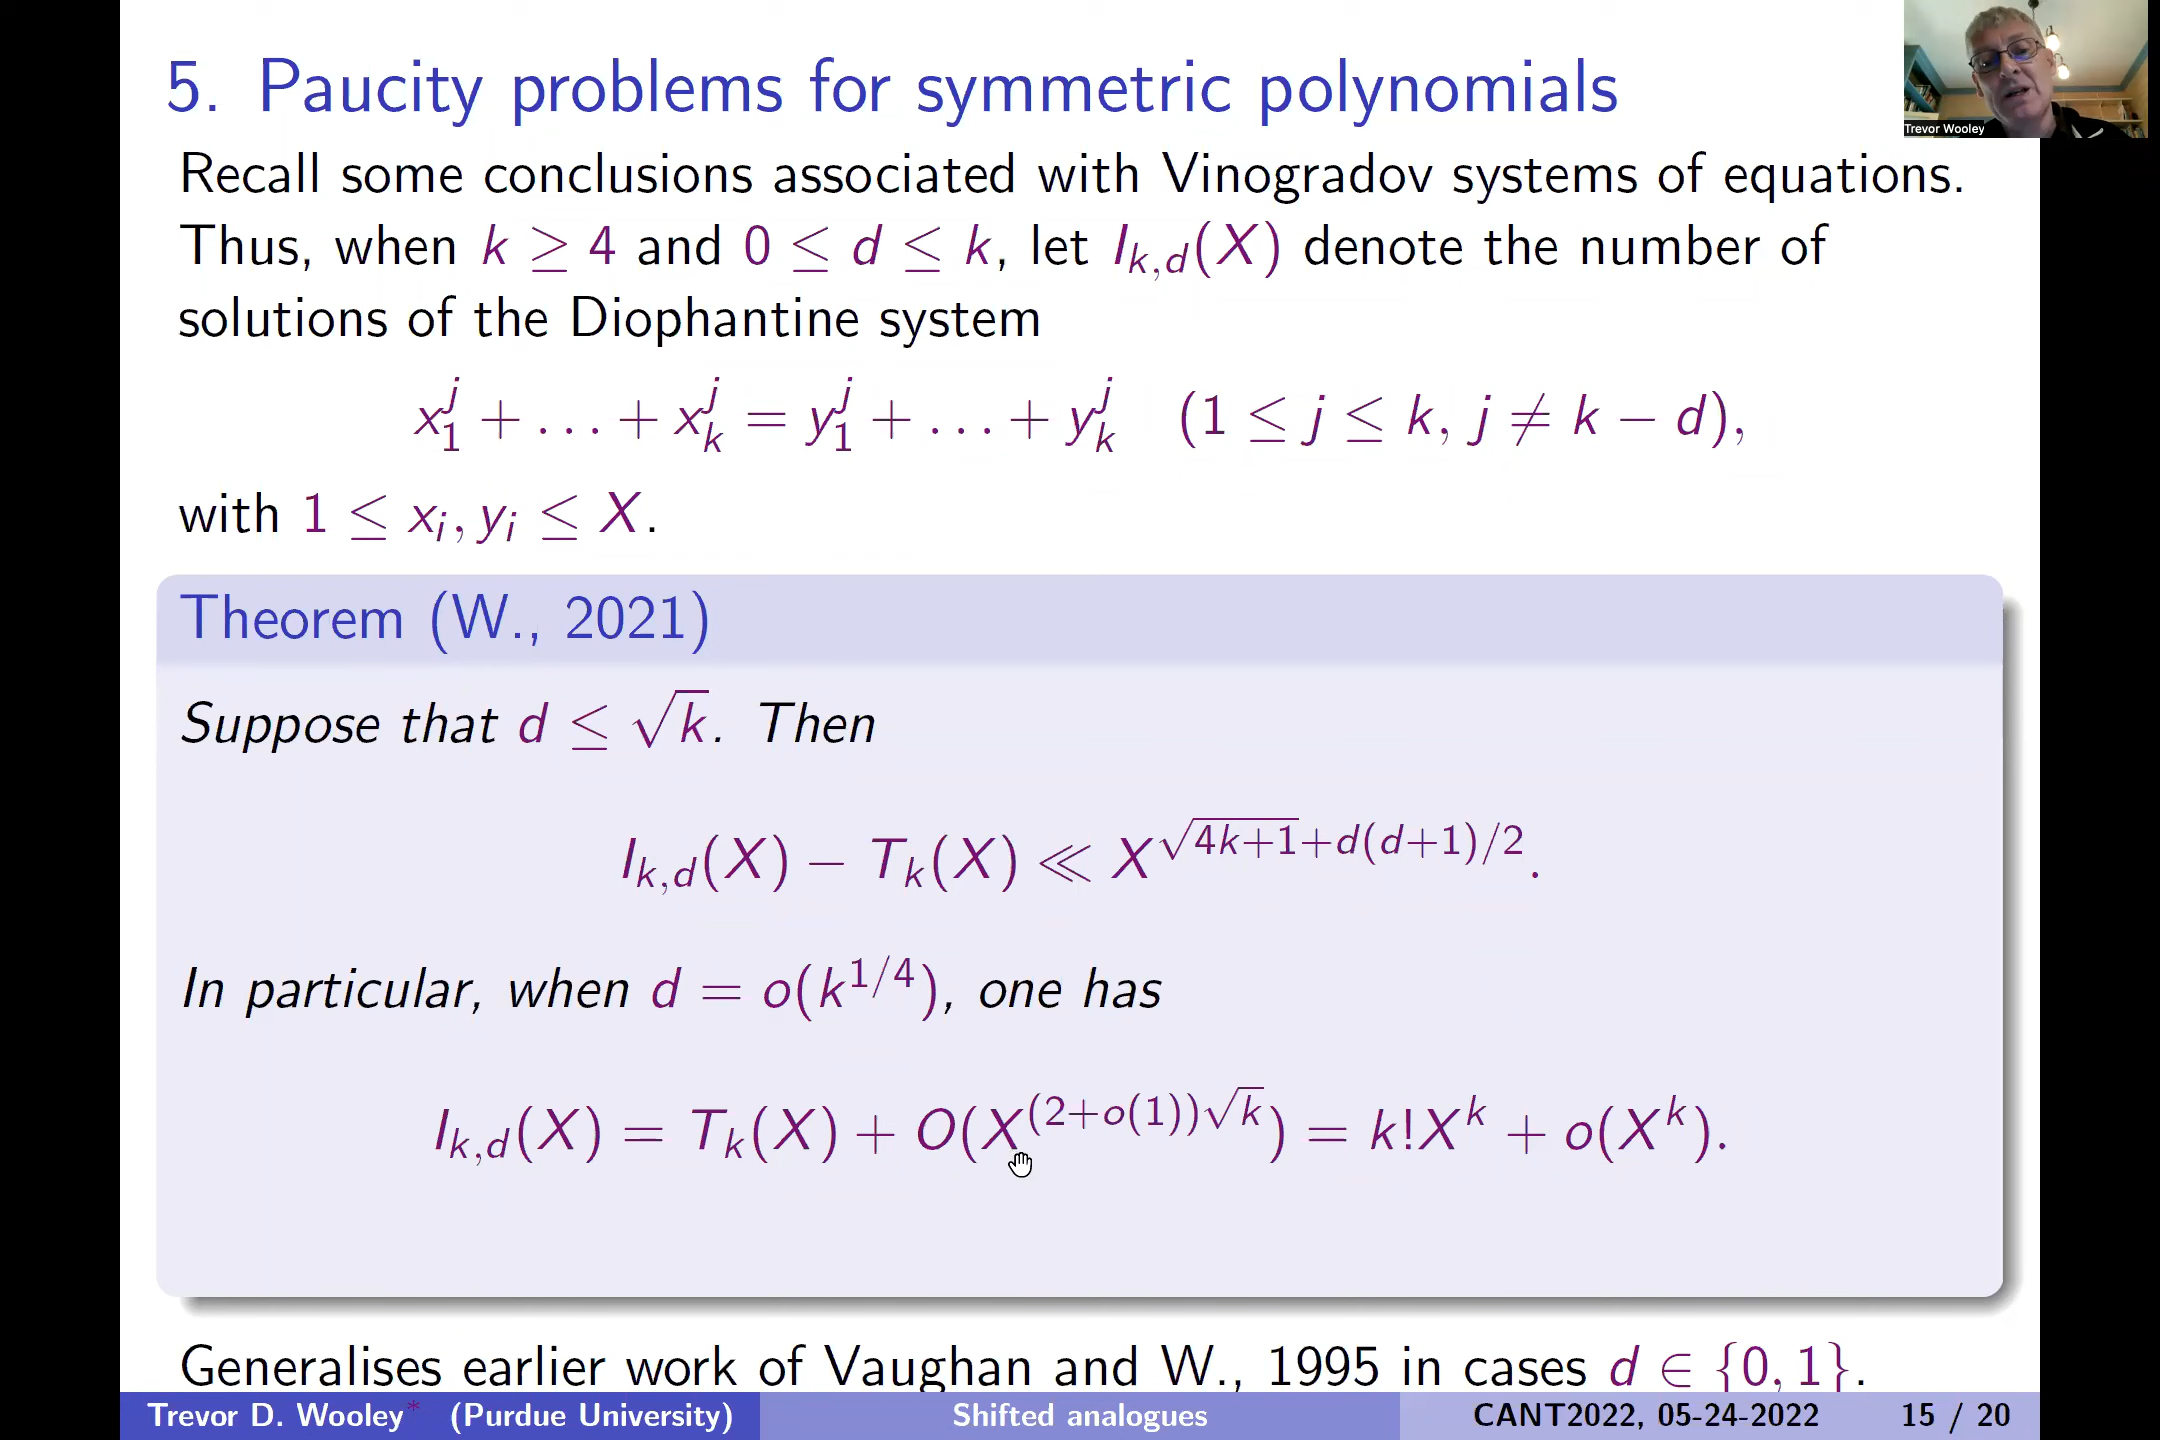 5. Paucity problems for symmetric polynomials
Trevor Wooley
Recall some conclusions associated with Vinogradov systems of equations.
Thus, when k ≥ 4 and 0 ≤ d ≤ k, let I_{k,d}(X) denote the number of
solutions of the Diophantine system
x_1^j + ... + x_k^j = y_1^j + ... + y_k^j (1 ≤ j ≤ k, j ≠ k − d),
with 1 ≤ x_i, y_i ≤ X.
Theorem (W., 2021)
Suppose that d ≤ √k. Then
I_{k,d}(X) − T_k(X) ≪ X^{√(4k+1)+d(d+1)/2}.
In particular, when d = o(k^{1/4}), one has
I_{k,d}(X) = T_k(X) + O(X^{(2+o(1))√k}) = k!X^k + o(X^k).
Generalises earlier work of Vaughan and W., 1995 in cases d ∈ {0, 1}.
Trevor D. Wooley* (Purdue University) Shifted analogues CANT2022, 05-24-2022 15 / 20